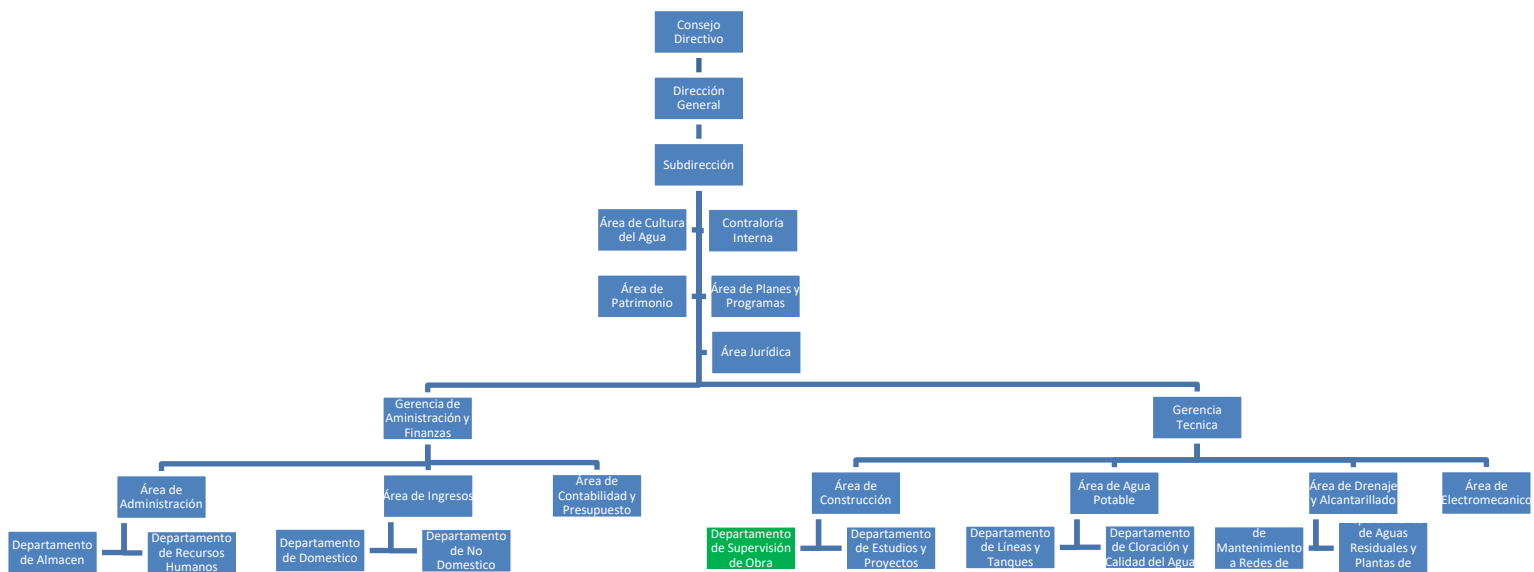 Consejo
Directivo
Dirección
General
Subdirección
Área de Cultura
del Agua
Contraloría
Interna
Área de
Patrimonio
Área de Planes y
Programas
Área Jurídica
Gerencia de
Aministración y
Finanzas
Gerencia
Tecnica
Área de
Administración
Área de Ingresos
Área de
Contabilidad y
Presupuesto
Área de
Construcción
Área de Agua
Potable
Área de Drenaje
y Alcantarillado
Área de
Electromecanico
Departamento
de Almacen
Departamento
de Recursos
Humanos
Departamento
de Domestico
Departamento
de No
Domestico
Departamento
de Supervisión
de Obra
Departamento
de Estudios y
Proyectos
Departamento
de Líneas y
Tanques
Departamento
de Cloración y
Calidad del Agua
de
Mantenimiento
a Redes de
de Aguas
Residuales y
Plantas de